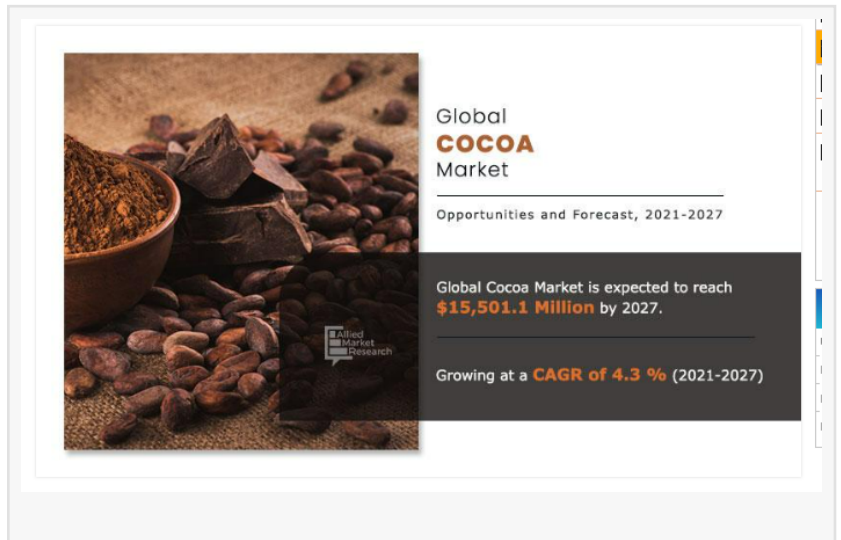 Global
COCOA
Market
Opportunities and Forecast, 2021-2027
Global Cocoa Market is expected to reach
$15,501.1 Million by 2027.
Allied
Market
Research
Growing at a CAGR of 4.3 % (2021-2027)